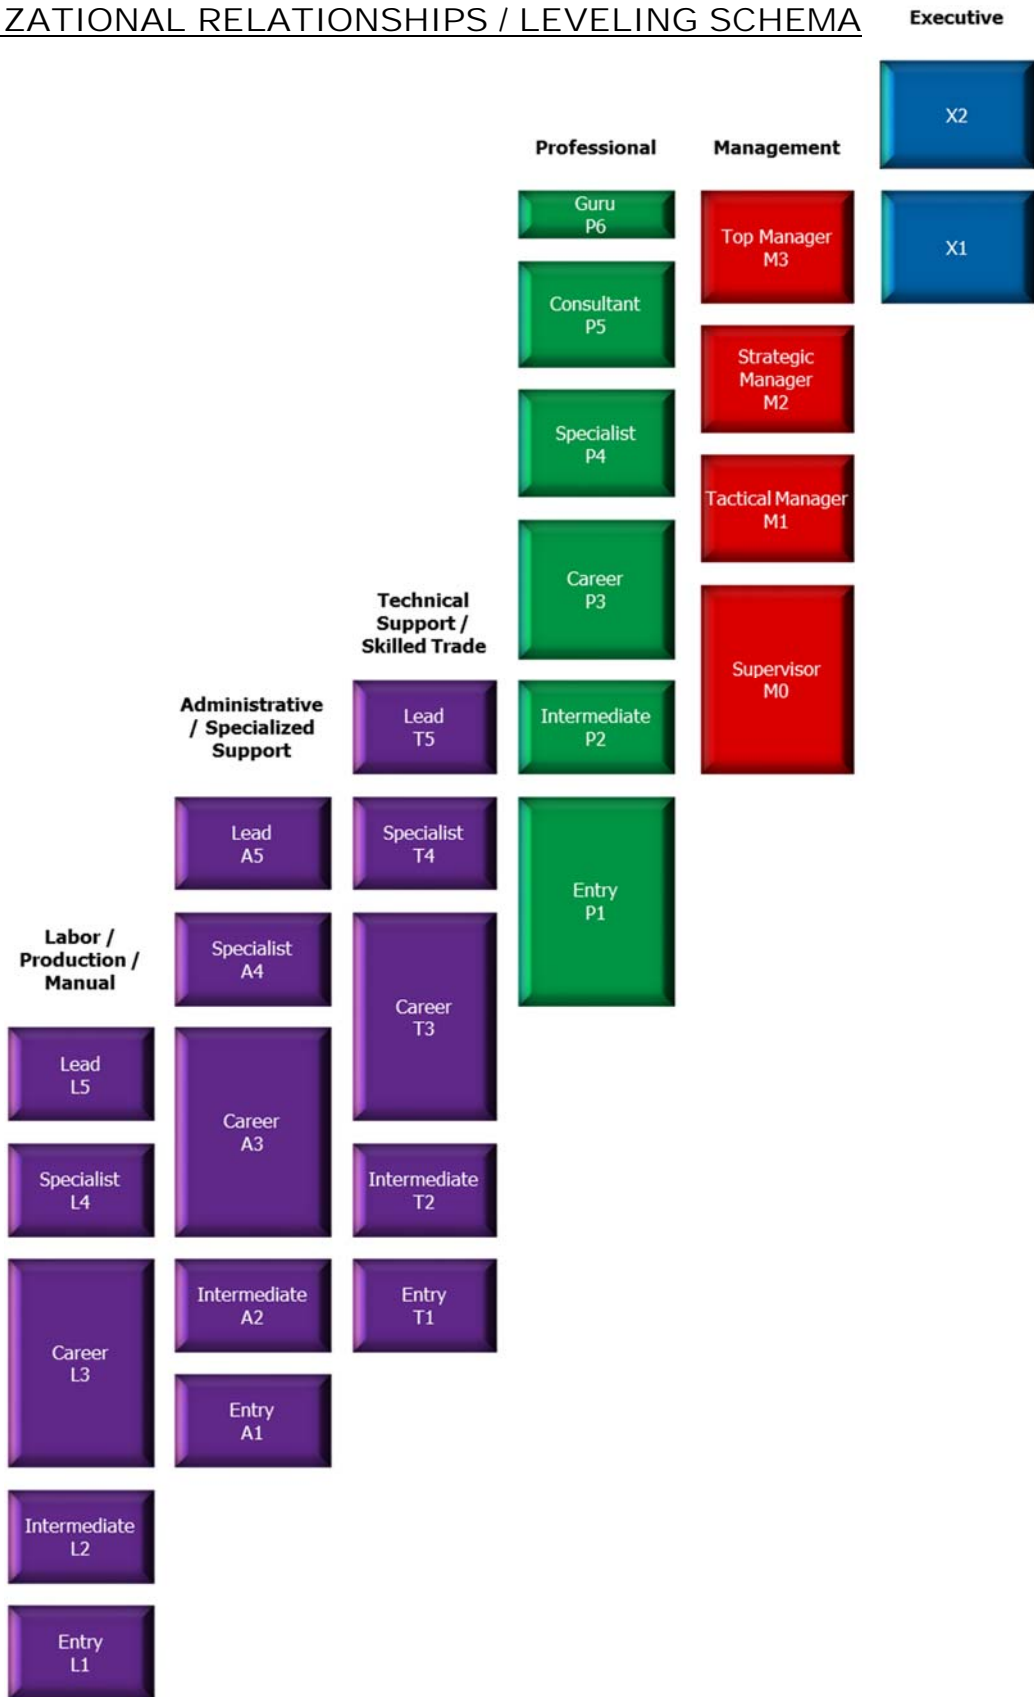 ZATIONAL RELATIONSHIPS / LEVELING SCHEMA
Executive
X2
X1
Professional
Guru
P6
Consultant
P5
Specialist
P4
Career
P3
Intermediate
P2
Entry
P1
Management
Top Manager
M3
Strategic
Manager
M2
Tactical Manager
M1
Supervisor
M0
Technical
Support /
Skilled Trade
Lead
T5
Specialist
T4
Career
T3
Intermediate
T2
Entry
T1
Administrative
/ Specialized
Support
Lead
A5
Specialist
A4
Career
A3
Intermediate
A2
Entry
A1
Labor /
Production /
Manual
Lead
L5
Specialist
L4
Career
L3
Intermediate
L2
Entry
L1